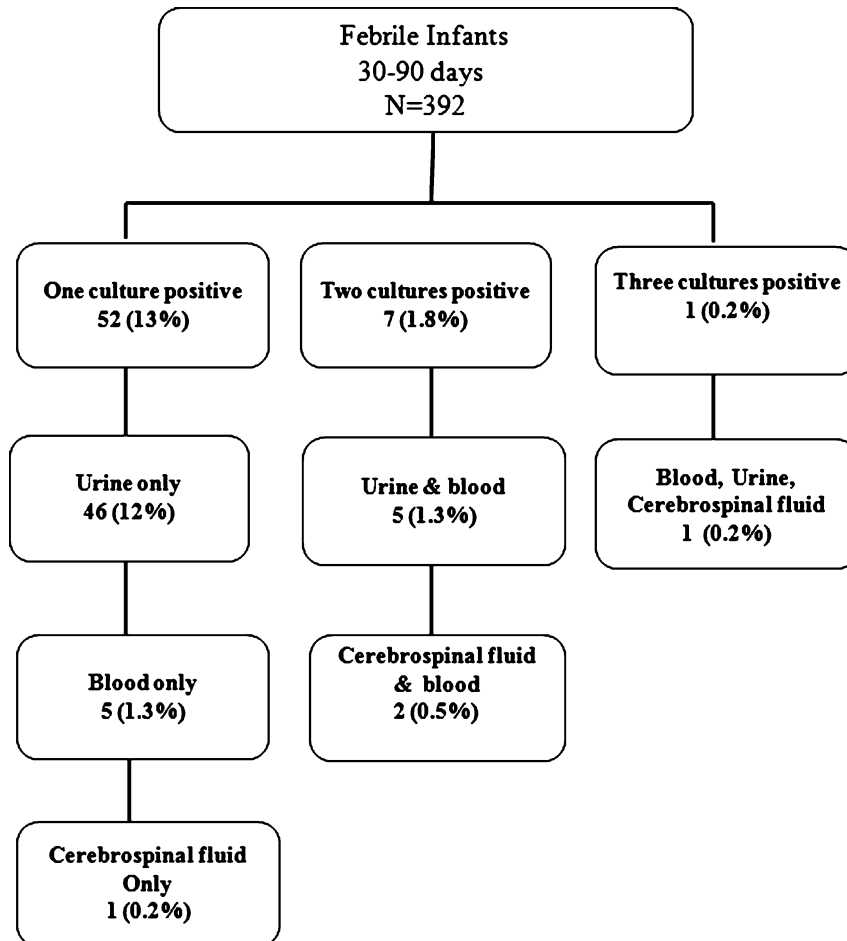 Febrile Infants
30-90 days
N=392
One culture positive
52 (13%)
Two cultures positive
7 (1.8%)
Three cultures positive
1 (0.2%)
Urine only
46 (12%)
Urine & blood
5 (1.3%)
Blood, Urine,
Cerebrospinal fluid
1 (0.2%)
Blood only
5 (1.3%)
Cerebrospinal fluid
& blood
2 (0.5%)
Cerebrospinal fluid
Only
1 (0.2%)